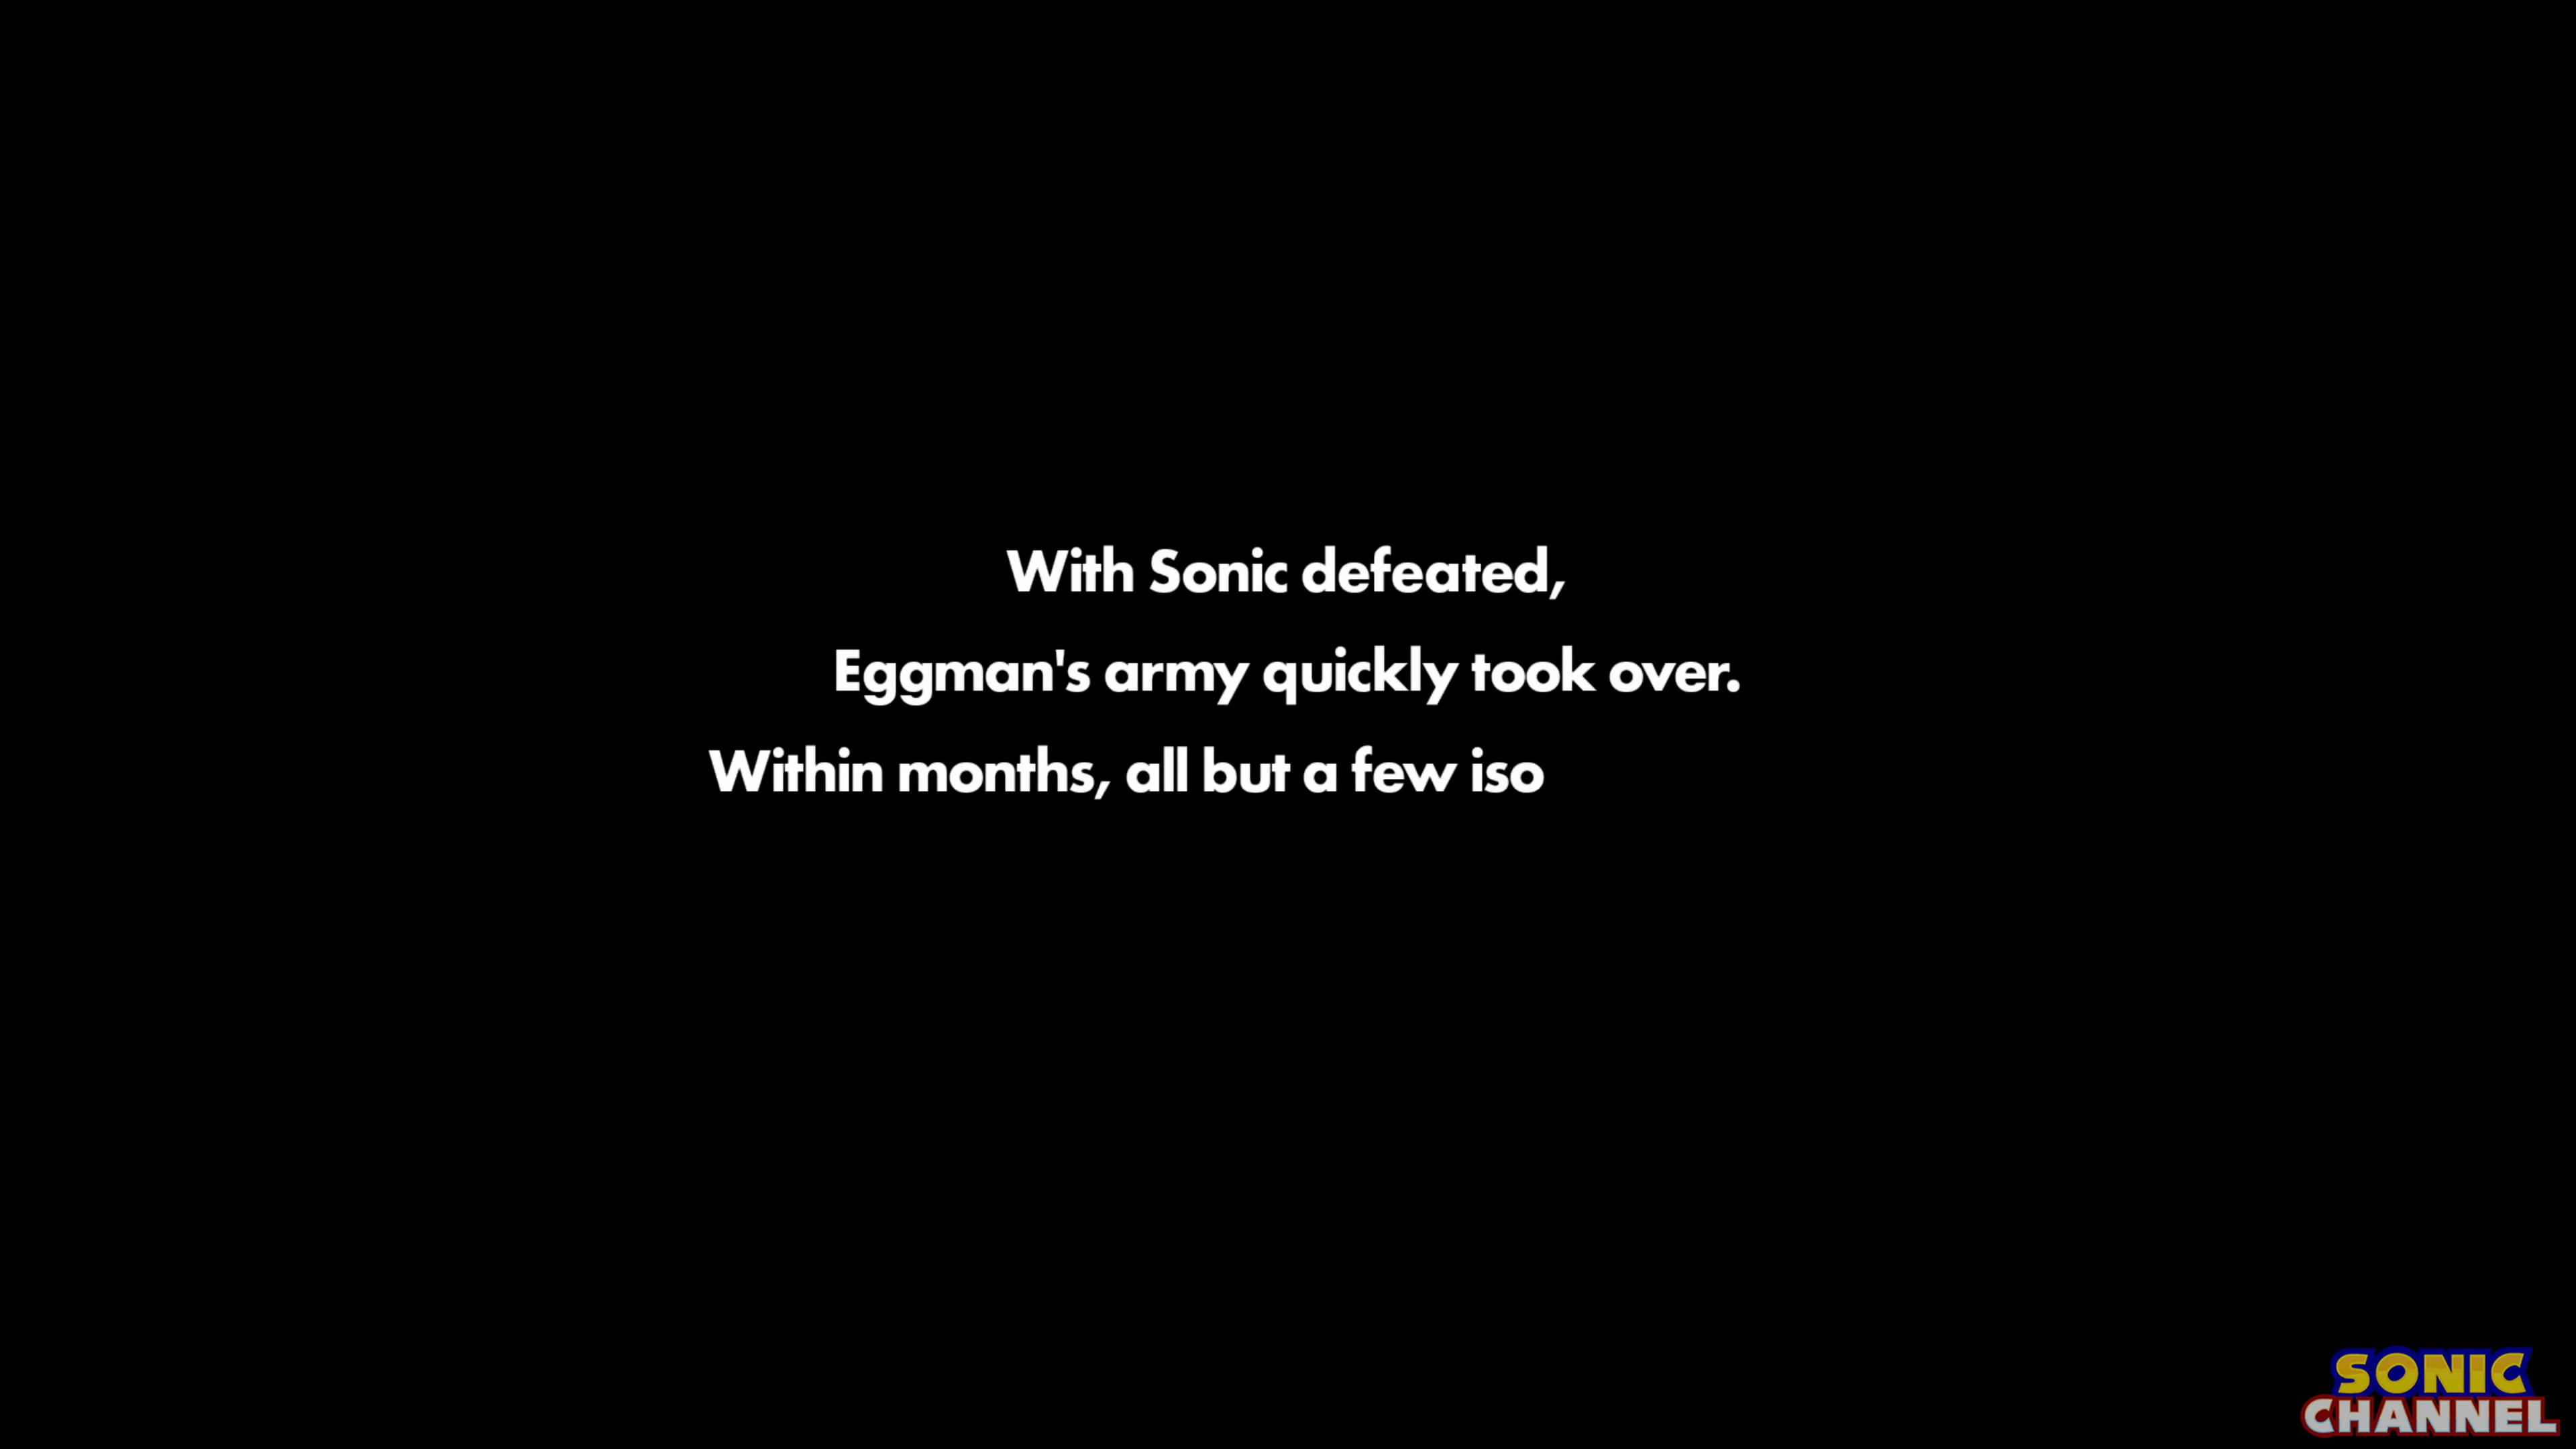 With Sonic defeated,
Eggman's army quickly took over.
Within months, all but a few iso
SONIC
CHANNEL